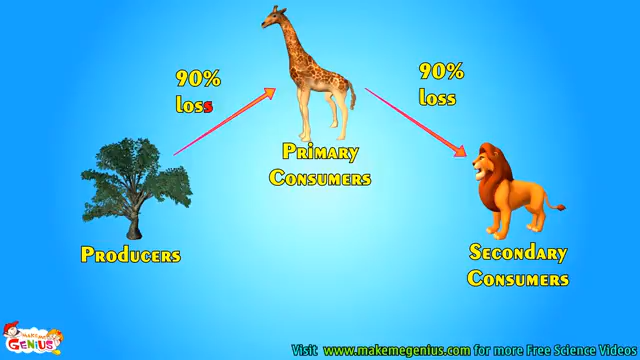 90%
loss
90%
loss
Primary
Consumers
Producers
Secondary
Consumers
MAKE ME
GENIUS
Visit www.makemegenius.com for more Free Science Videos